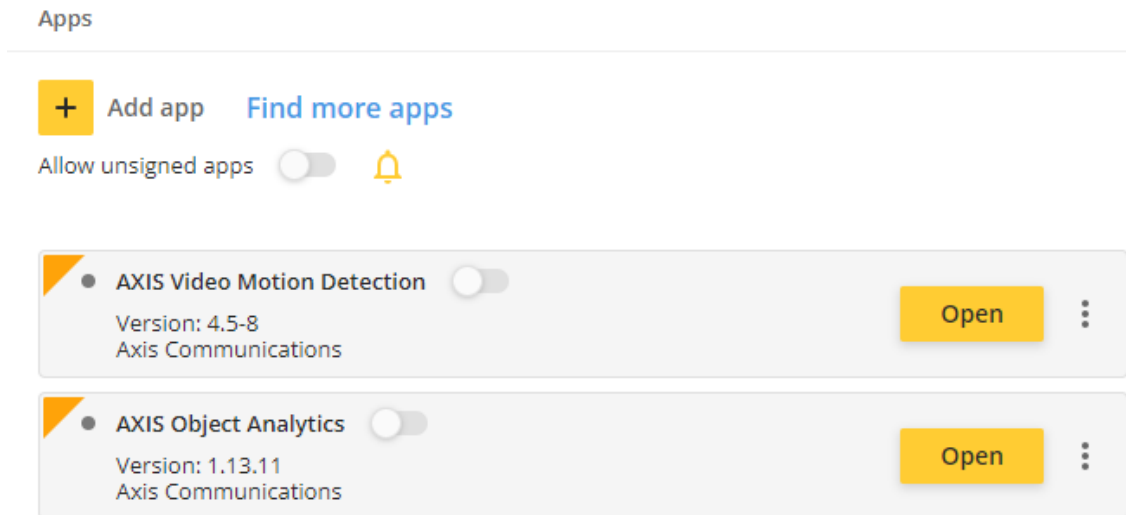 Apps
+ Add app Find more apps
Allow unsigned apps
AXIS Video Motion Detection
Version: 4.5-8
Axis Communications
Open
AXIS Object Analytics
Version: 1.13.11
Axis Communications
Open